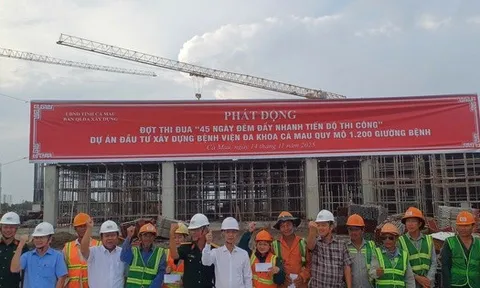 UBND TỈNH CÀ MAU
BAN QLDA XÂY DỰNG
PHÁT ĐỘNG
ĐỢT THI ĐUA "45 NGÀY ĐÊM ĐẨY NHANH TIẾN ĐỘ THI CÔNG"
DỰ ÁN ĐẦU TƯ XÂY DỰNG BỆNH VIỆN ĐA KHOA CÀ MAU QUY MÔ 1.200 GIƯỜNG BỆNH
Cà Mau, ngày 14/11/2025